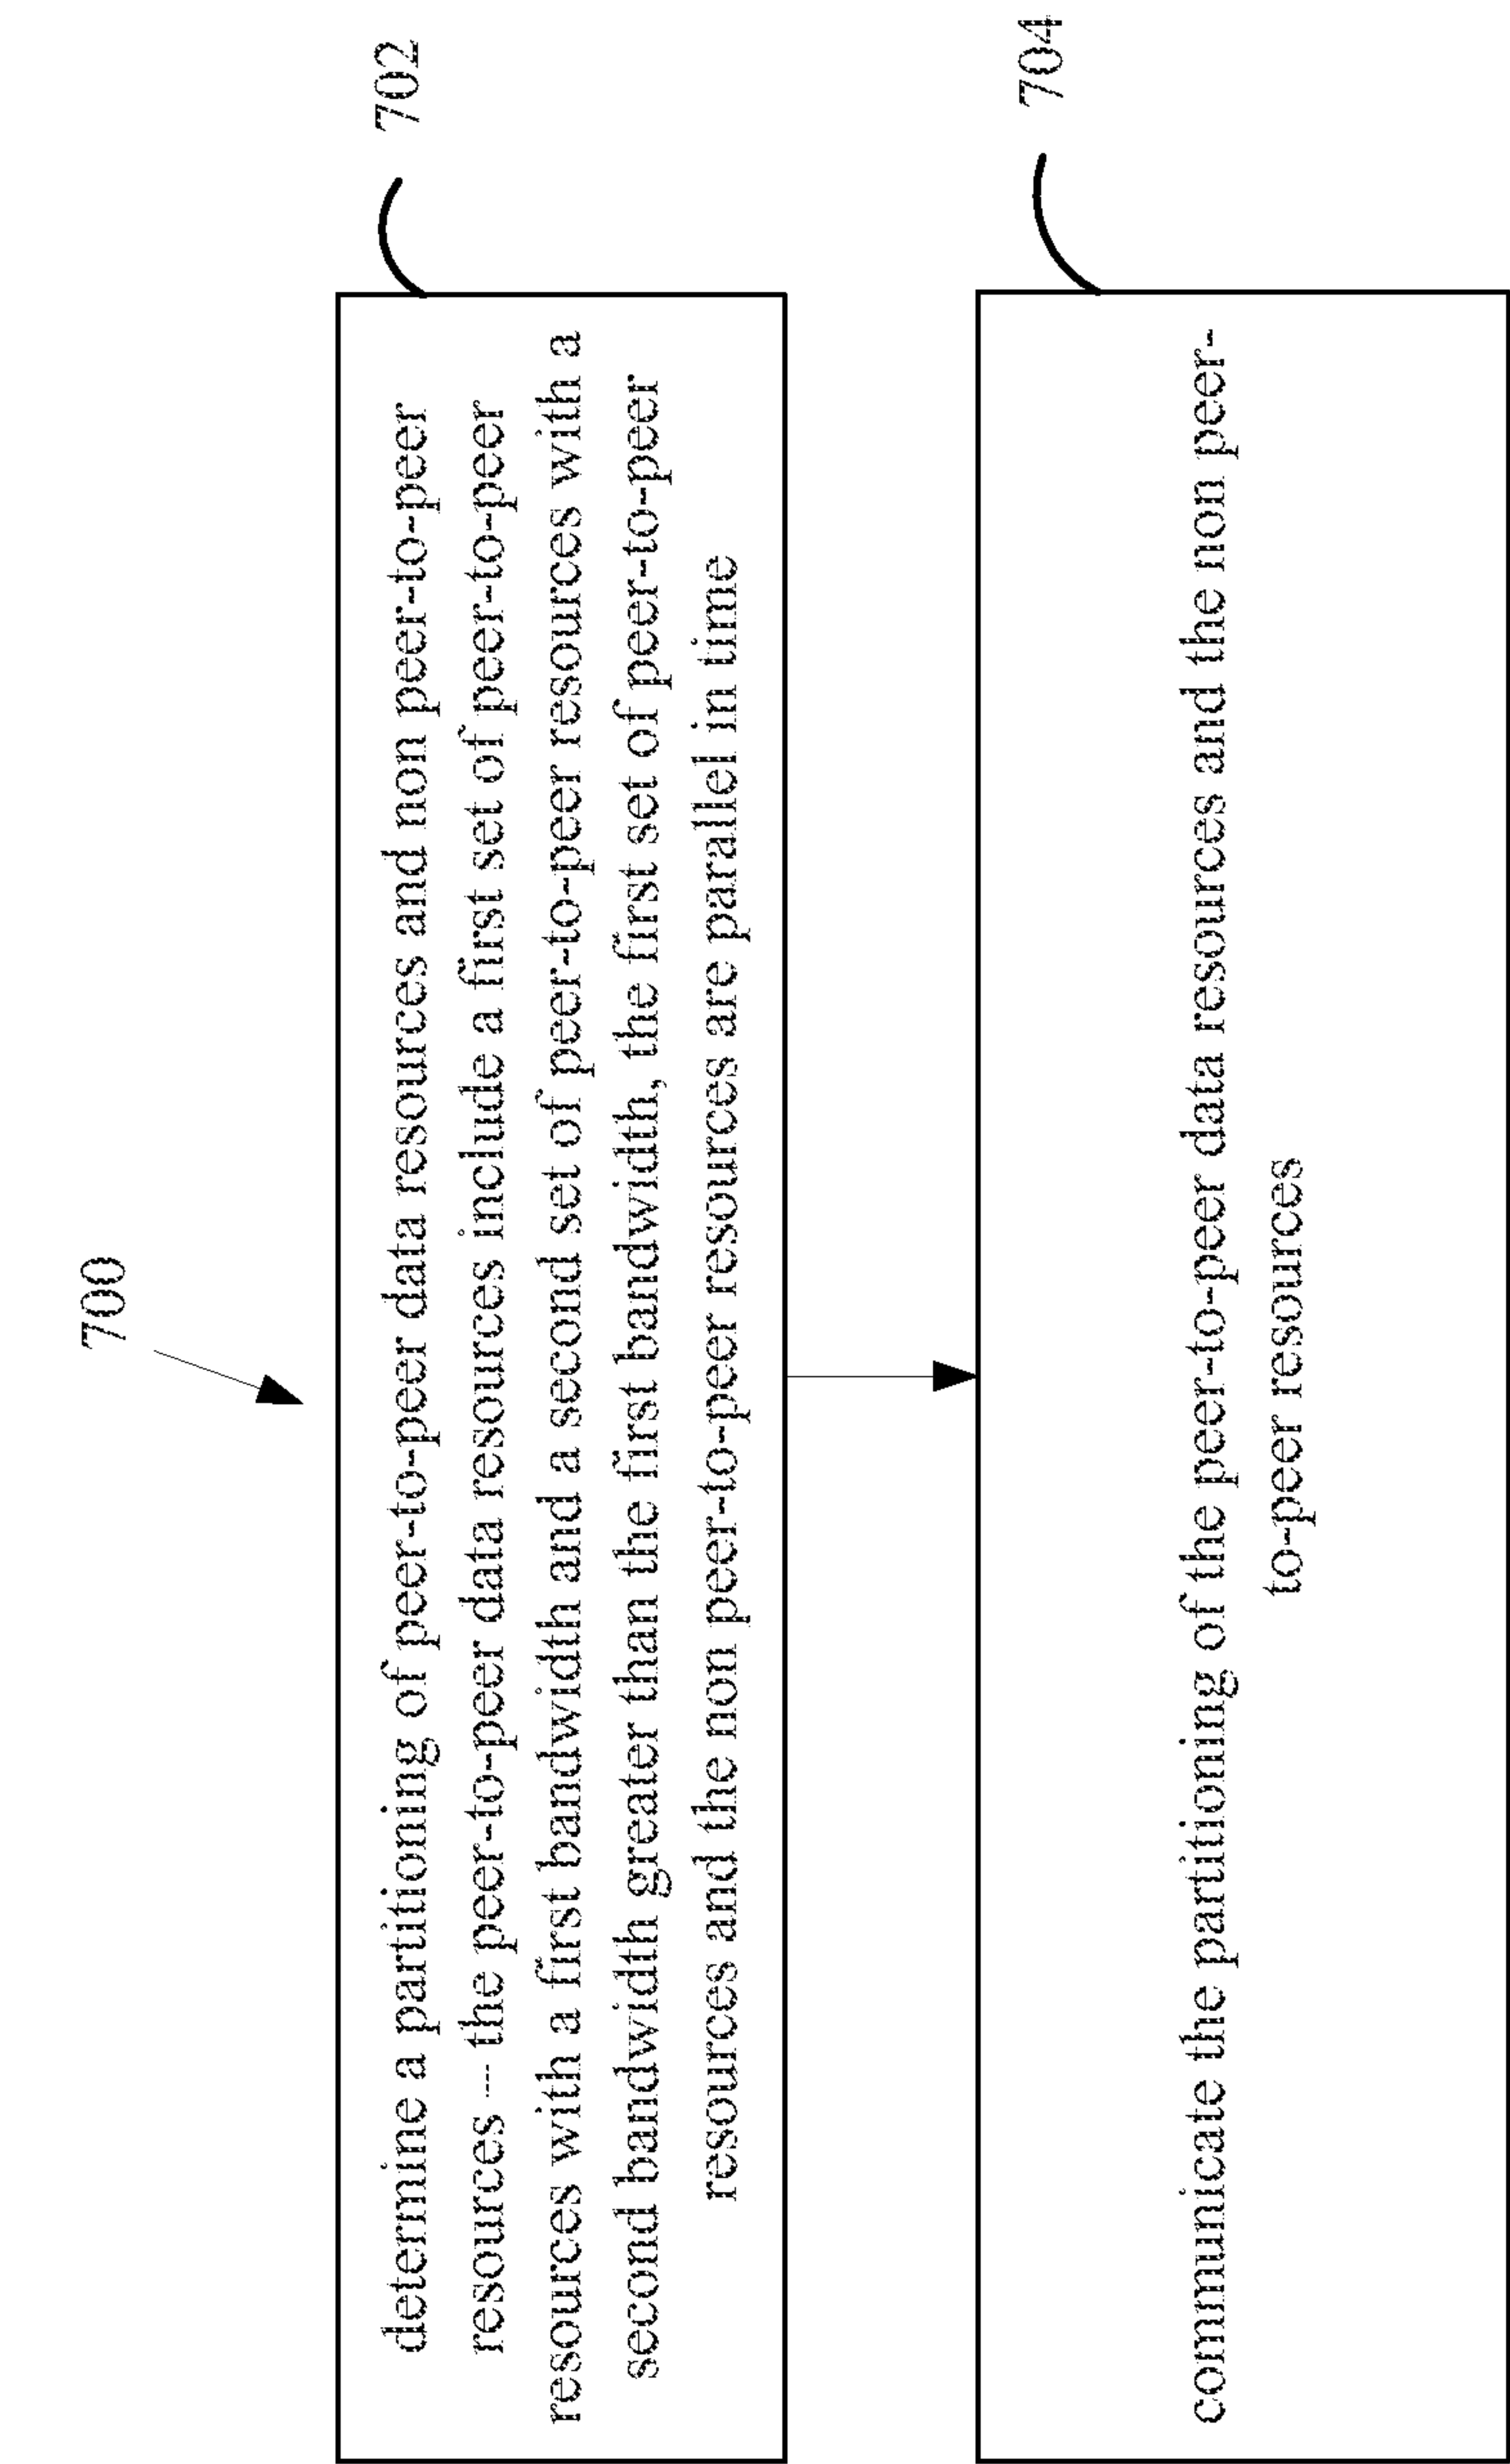 700
702
determine a partitioning of peer-to-peer data resources and non peer-to-peer
resources – the peer-to-peer data resources include a first set of peer-to-peer
resources with a first bandwidth and a second set of peer-to-peer resources with a
second bandwidth greater than the first bandwidth, the first set of peer-to-peer
resources and the non peer-to-peer resources are parallel in time
704
communicate the partitioning of the peer-to-peer data resources and the non peer-
to-peer resources